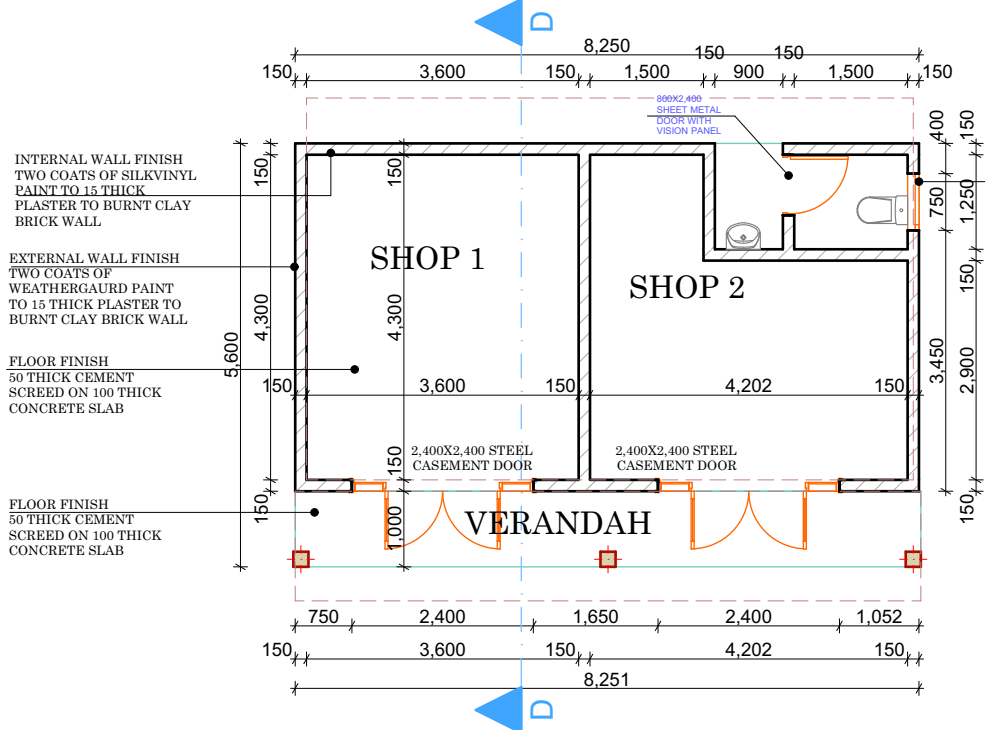 D
8,250
150
150
150
3,600
150
1,500
900
1,500
150
800X2,400
SHEET METAL
DOOR WITH
VISION PANEL
400
150
INTERNAL WALL FINISH
TWO COATS OF SILKVINYL
PAINT TO 15 THICK
PLASTER TO BURNT CLAY
BRICK WALL
150
150
750
1,250
EXTERNAL WALL FINISH
TWO COATS OF
WEATHERGAURD PAINT
TO 15 THICK PLASTER TO
BURNT CLAY BRICK WALL
SHOP 1
SHOP 2
150
5,600
4,300
4,300
3,450
2,900
FLOOR FINISH
50 THICK CEMENT
SCREED ON 100 THICK
CONCRETE SLAB
150
3,600
150
4,202
150
2,400X2,400 STEEL
CASEMENT DOOR
2,400X2,400 STEEL
CASEMENT DOOR
150
150
150
FLOOR FINISH
50 THICK CEMENT
SCREED ON 100 THICK
CONCRETE SLAB
1,000
VERANDAH
750
2,400
1,650
2,400
1,052
150
3,600
150
4,202
150
8,251
D